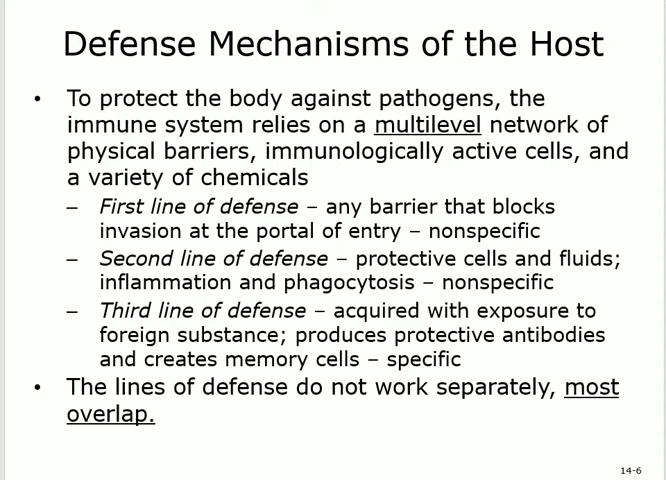 Defense Mechanisms of the Host
• To protect the body against pathogens, the
immune system relies on a multilevel network of
physical barriers, immunologically active cells, and
a variety of chemicals
– First line of defense – any barrier that blocks
invasion at the portal of entry – nonspecific
– Second line of defense – protective cells and fluids;
inflammation and phagocytosis – nonspecific
– Third line of defense – acquired with exposure to
foreign substance; produces protective antibodies
and creates memory cells – specific
• The lines of defense do not work separately, most
overlap.
14-6